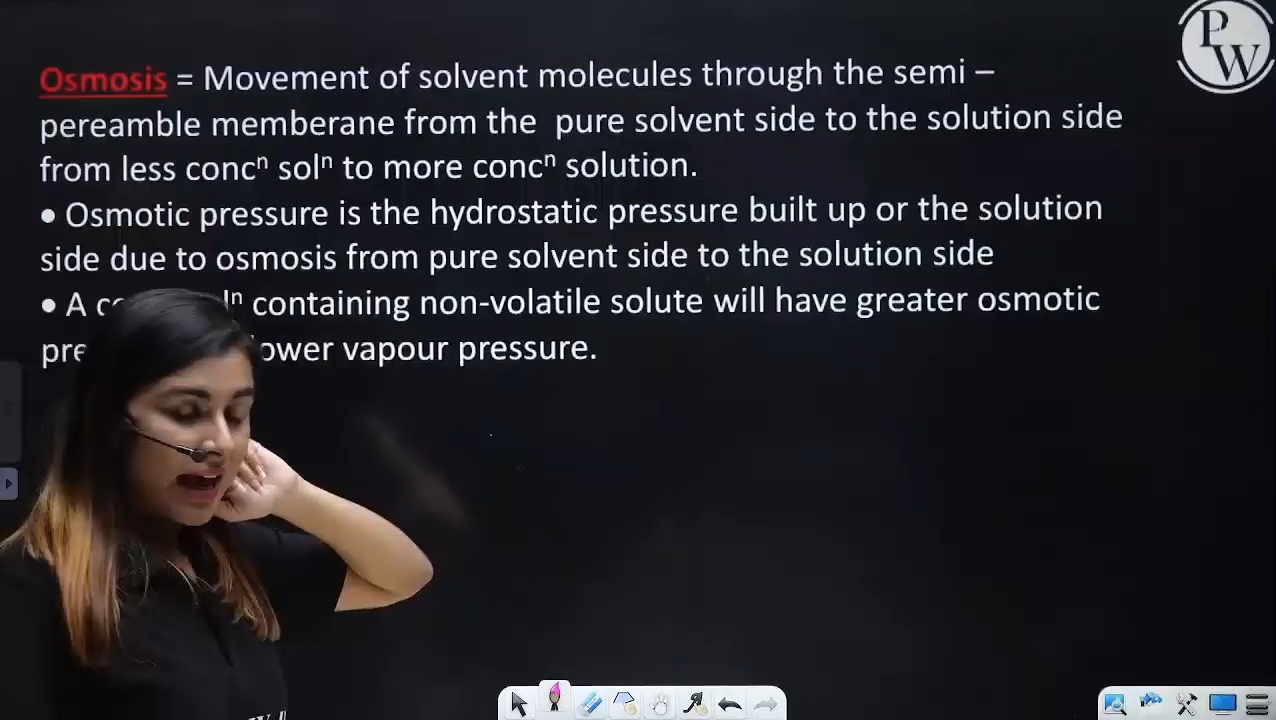 PW
Osmosis = Movement of solvent molecules through the semi –
pereamble memberane from the pure solvent side to the solution side
from less concⁿ solⁿ to more concⁿ solution.
• Osmotic pressure is the hydrostatic pressure built up or the solution
side due to osmosis from pure solvent side to the solution side
• A containing non-volatile solute will have greater osmotic
vapour pressure.